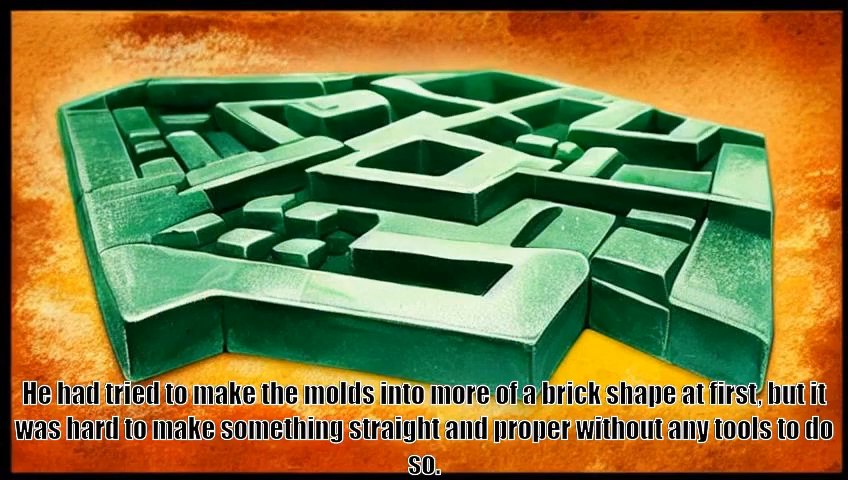 He had tried to make the molds into more of a brick shape at first, but it
was hard to make something straight and proper without any tools to do
so.